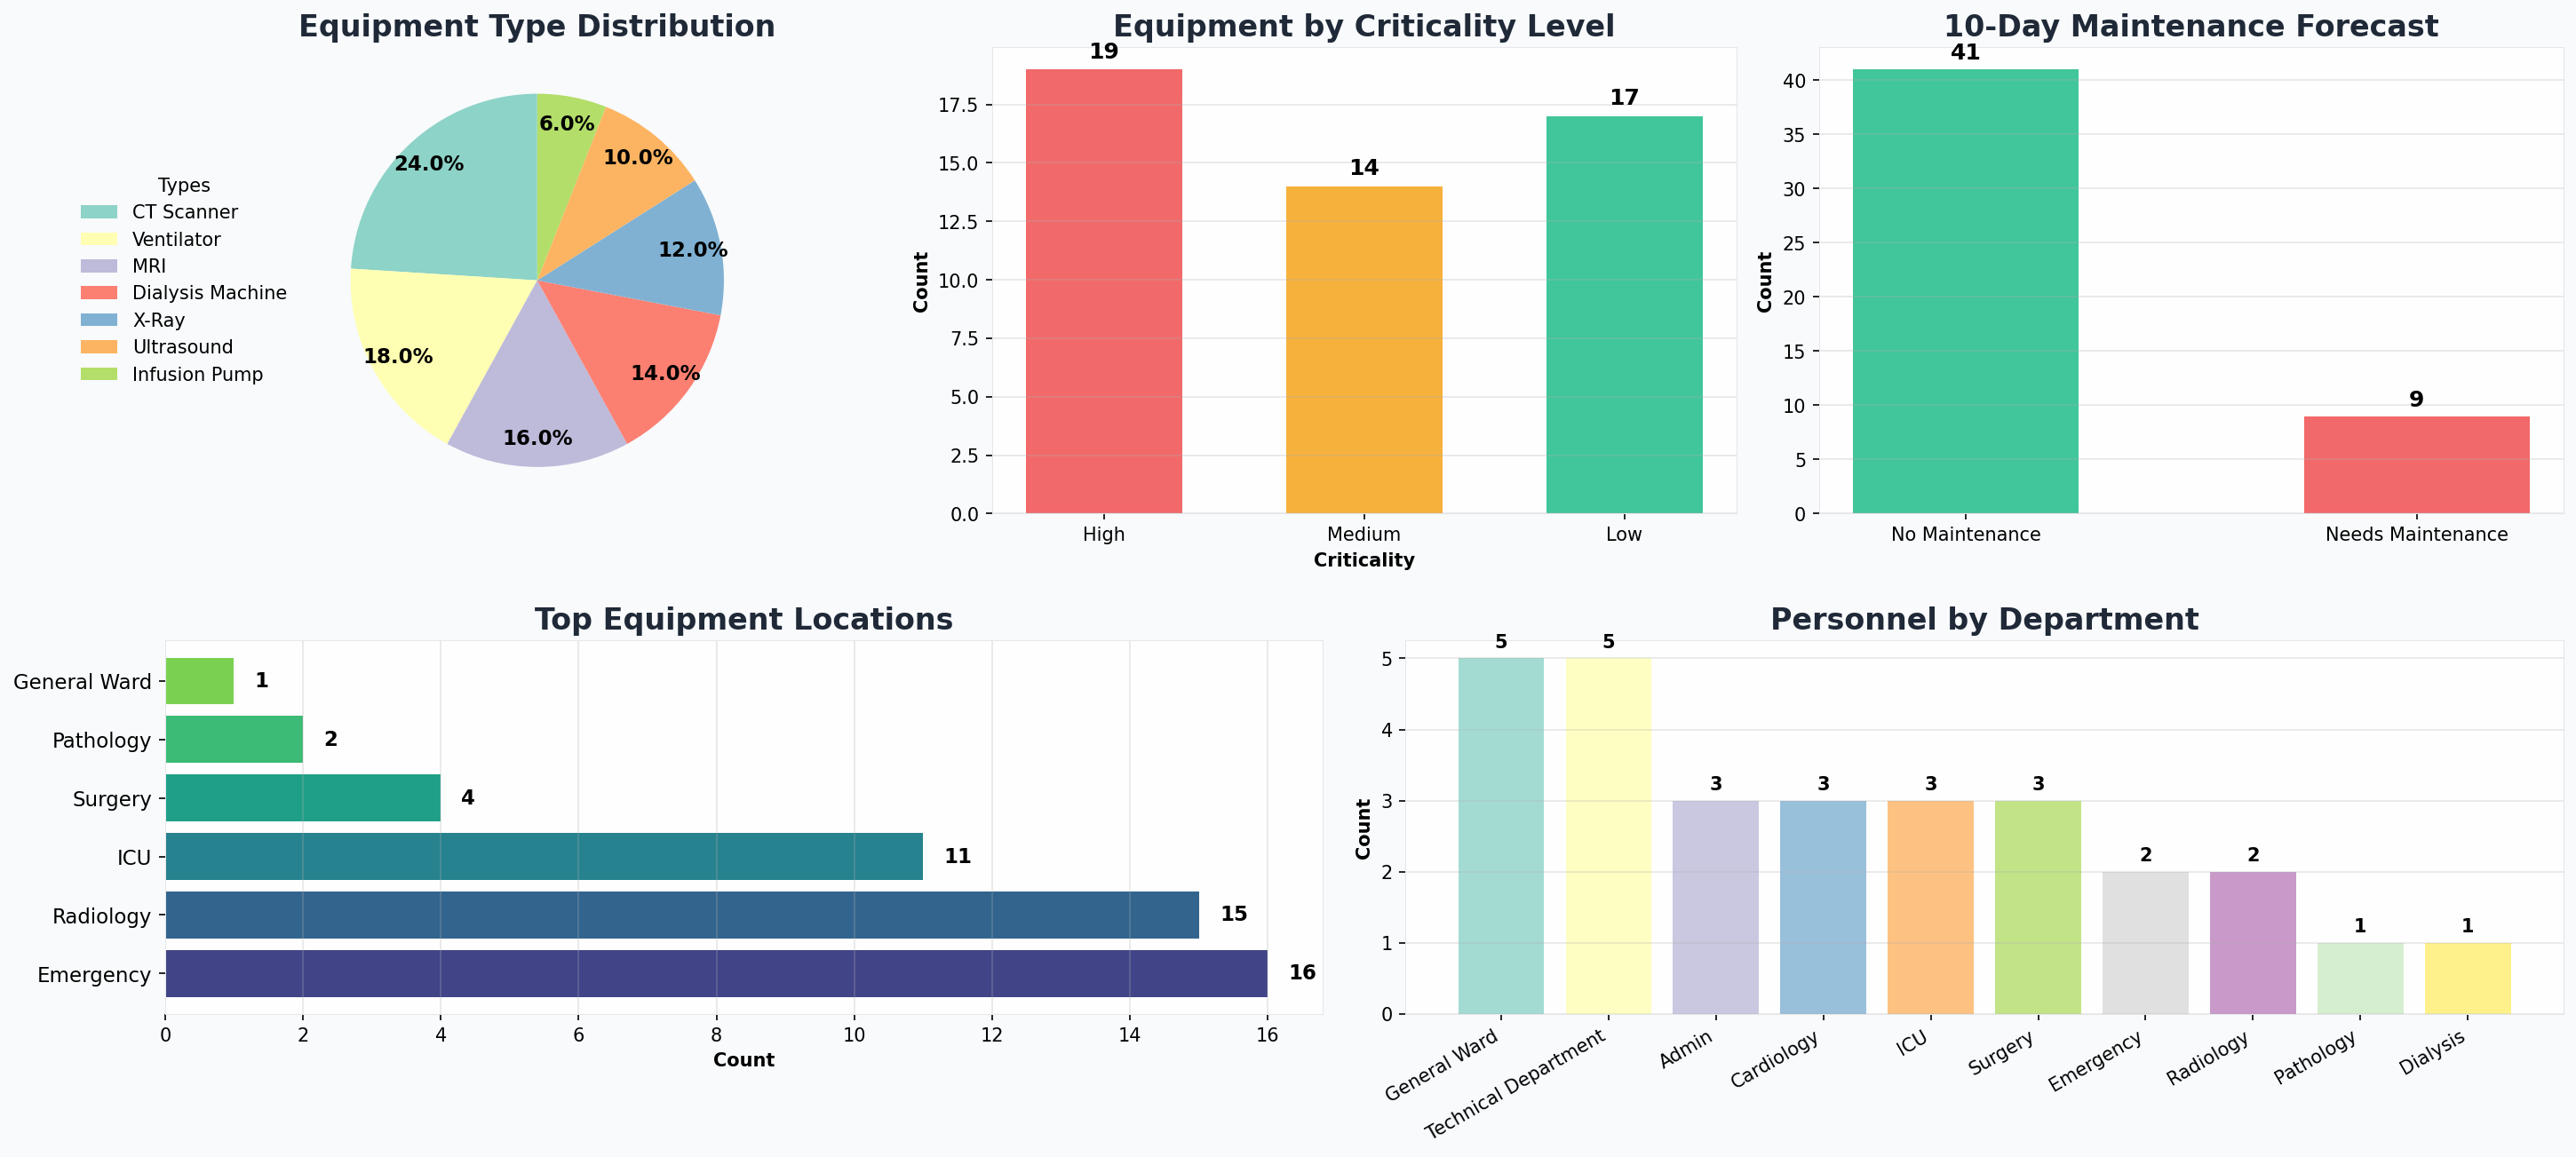 Equipment Type Distribution
Types
CT Scanner
Ventilator
MRI
Dialysis Machine
X-Ray
Ultrasound
Infusion Pump
24.0%
18.0%
16.0%
14.0%
12.0%
10.0%
6.0%
Equipment by Criticality Level
Count
17.5
15.0
12.5
10.0
7.5
5.0
2.5
0.0
19
14
17
High
Medium
Low
Criticality
10-Day Maintenance Forecast
Count
40
35
30
25
20
15
10
5
0
41
9
No Maintenance
Needs Maintenance
Top Equipment Locations
General Ward
1
Pathology
2
Surgery
4
ICU
11
Radiology
15
Emergency
16
0
2
4
6
8
10
12
14
16
Count
Personnel by Department
Count
5
4
3
2
1
0
5
5
3
3
3
3
2
2
1
1
General Ward
Technical Department
Admin
Cardiology
ICU
Surgery
Emergency
Radiology
Pathology
Dialysis